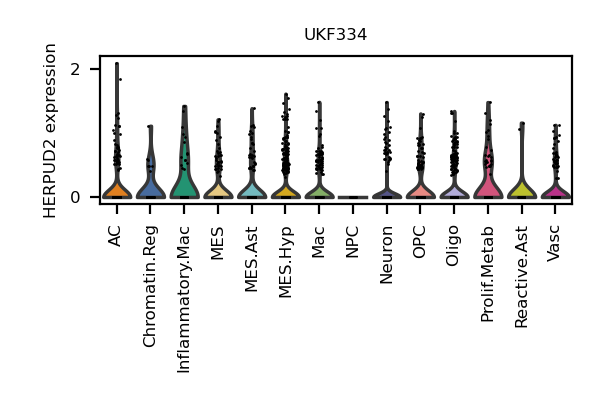 UKF334
HERPUD2 expression
2
0
AC
Chromatin.Reg
Inflammatory.Mac
MES
MES.Ast
MES.Hyp
Mac
NPC
Neuron
OPC
Oligo
Prolif.Metab
Reactive.Ast
Vasc